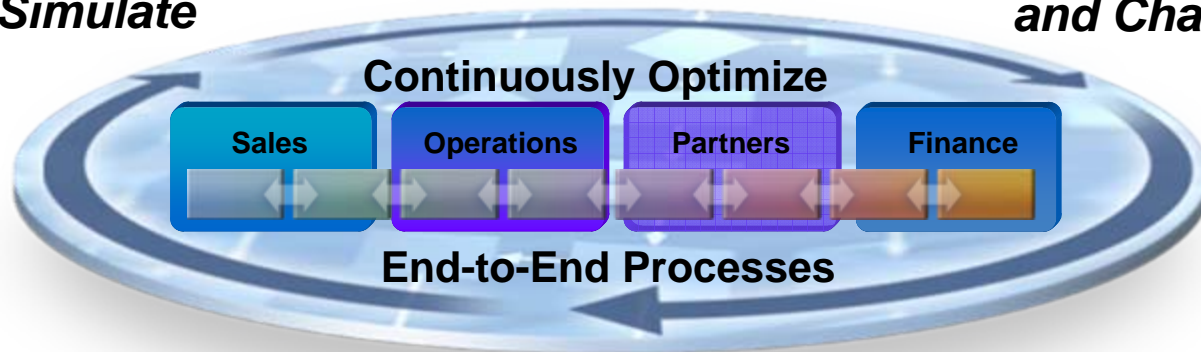 Simulate
and Cha
Continuously Optimize
Sales
Operations
Partners
Finance
End-to-End Processes